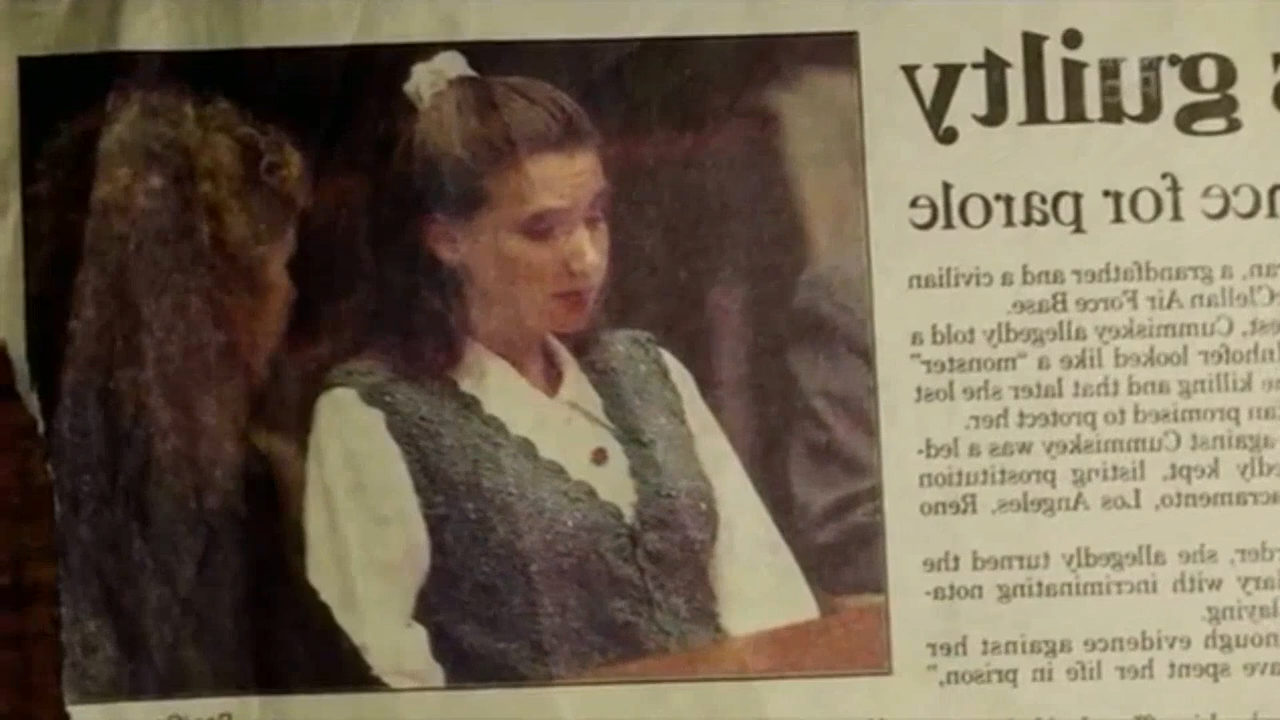 guilty
nce for parole
ran, a grandfather and a civilian
Clellan Air Force Base.
est, Cummiskey allegedly told a
Inhofer looked like a "monster"
e killing and that later she lost
an promised to protect her.
against Cummiskey was a led-
edly kept, listing prostitution
cramento, Los Angeles, Reno
rder, she allegedly turned the
iary with incriminating nota-
laying.
nough evidence against her
ave spent her life in prison,"